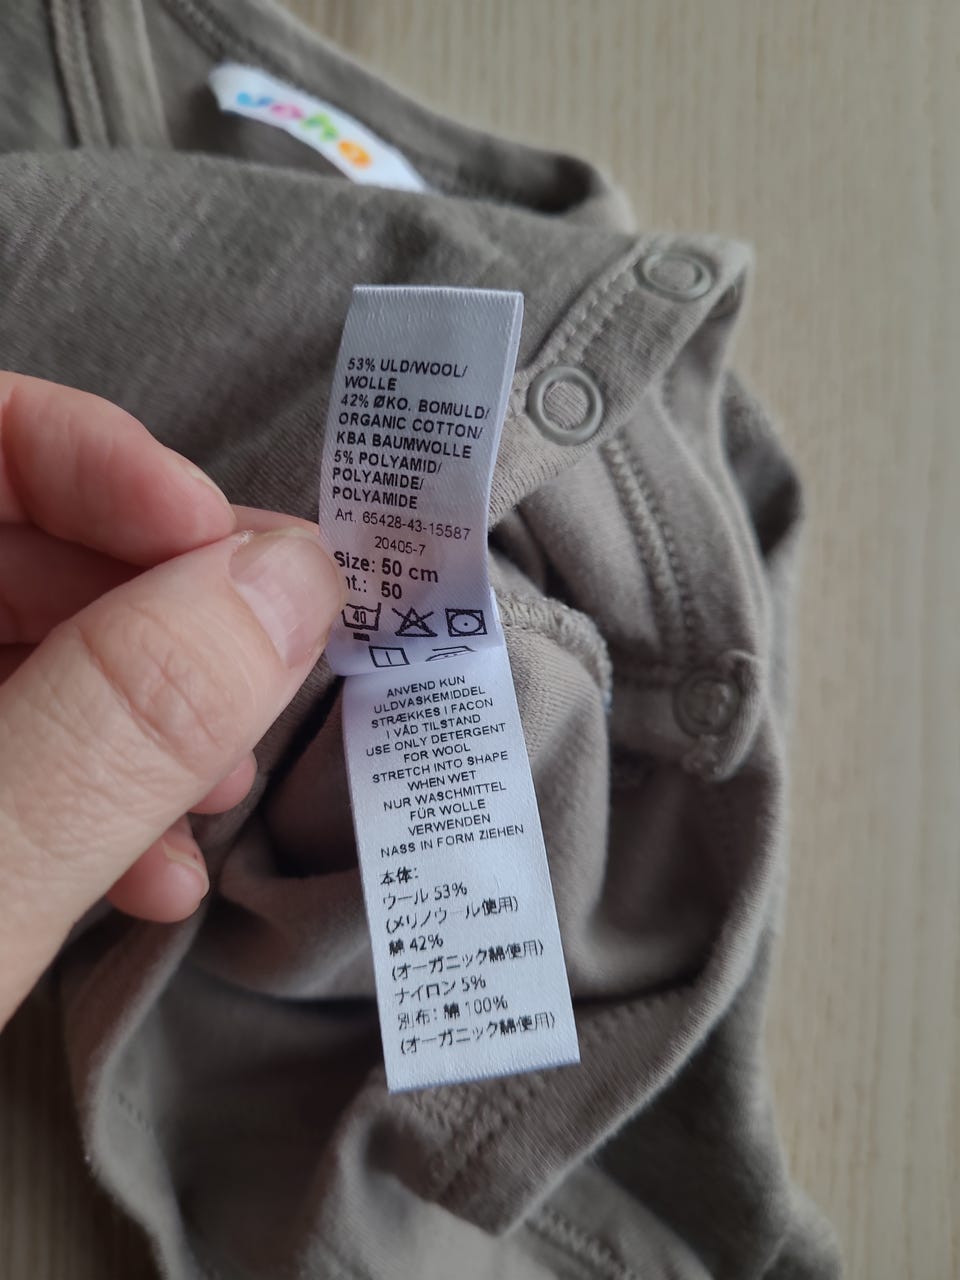 Joha
53% ULD/WOOL/
WOLLE
42% ØKO. BOMULD/
ORGANIC COTTON/
KBA BAUMWOLLE
5% POLYAMID/
POLYAMIDE/
POLYAMIDE
Art. 65428-43-15587
20405-7
Size: 50 cm
nt.: 50
40
ANVEND KUN
ULDVASKEMIDDEL
STRÆKKES I FACON
I VÅD TILSTAND
USE ONLY DETERGENT
FOR WOOL
STRETCH INTO SHAPE
WHEN WET
NUR WASCHMITTEL
FÜR WOLLE
VERWENDEN
NASS IN FORM ZIEHEN
本体:
ウール 53%
(メリノウール使用)
綿 42%
(オーガニック綿使用)
ナイロン 5%
別布: 綿 100%
(オーガニック綿使用)